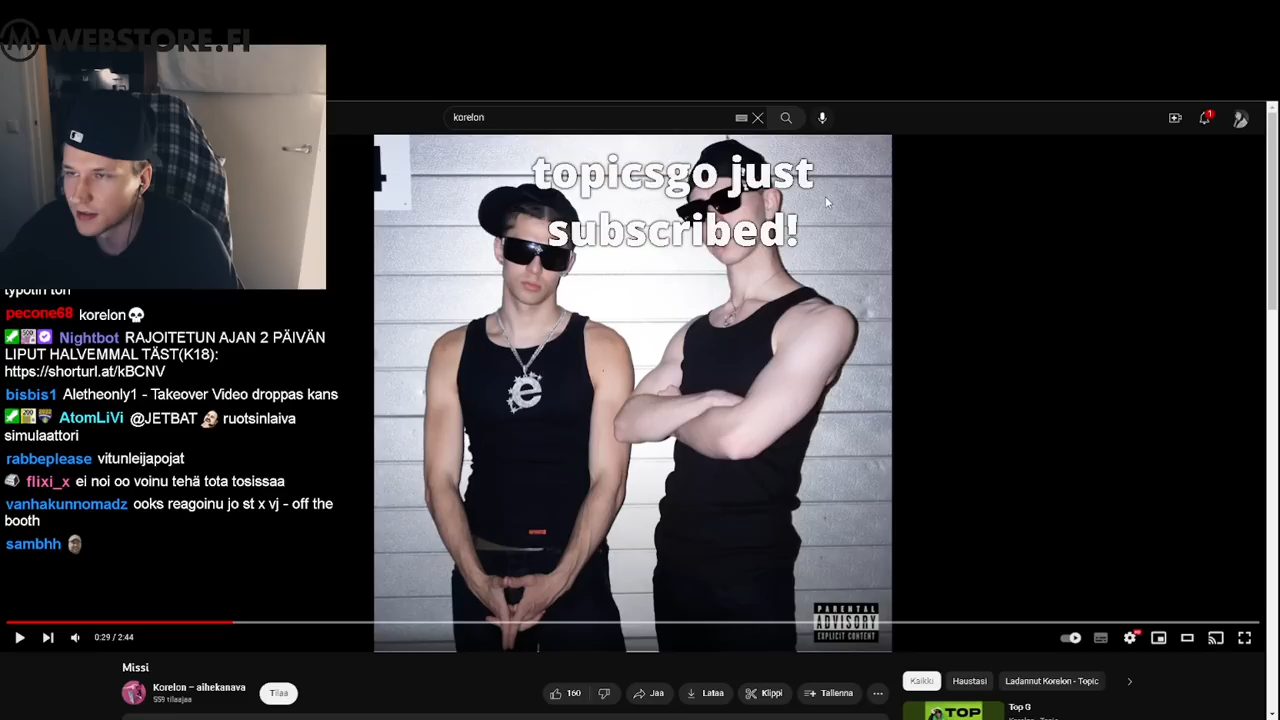 WEBSTORE.FI
korelon
1
topicsgo just
subscribed!
pecone68 korelon
Nightbot RAJOITETUN AJAN 2 PÄIVÄN
LIPUT HALVEMMAL TÄST(K18):
https://shorturl.at/kBCNV
bisbis1 Aletheonly1 - Takeover Video droppas kans
AtomLiVi @JETBAT ruotsinlaiva
simulaattori
rabbeplease vitunleijapojat
flixi_x ei noi oo voinu tehä tota tosissaa
vanhakunnomadz ooks reagoinu jo st x vj - off the
booth
sambhh
e
PARENTAL
ADVISORY
EXPLICIT CONTENT
0:29 / 2:44
Missi
Korelon – aihekanava
559 tilaajaa
Tilaa
160
Jaa
Lataa
Klippi
Tallenna
Kaikki
Haustasi
Ladannut Korelon - Topic
TOP
Top G